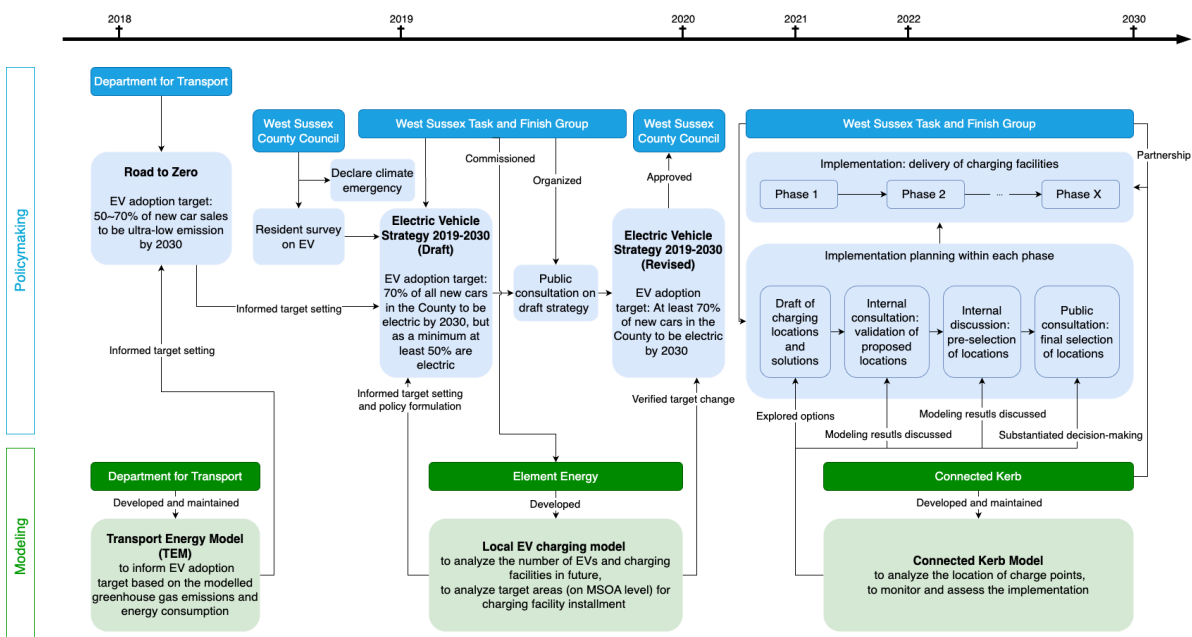 2018
2019
2020
2021
2022
2030
Policymaking
Department for Transport
Road to Zero
EV adoption target:
50~70% of new car sales
to be ultra-low emission
by 2030
West Sussex
County Council
Declare climate
emergency
Resident survey
on EV
Informed target setting
Informed target setting
West Sussex Task and Finish Group
Commissioned
Organized
Electric Vehicle
Strategy 2019-2030
(Draft)
EV adoption target:
70% of all new cars
in the County to be
electric by 2030, but
as a minimum at
least 50% are
electric
Public
consultation on
draft strategy
West Sussex
County Council
Approved
Electric Vehicle
Strategy 2019-2030
(Revised)
EV adoption
target: At least 70%
of new cars in the
County to be electric
by 2030
Informed target setting
and policy formulation
Verified target change
West Sussex Task and Finish Group
Partnership
Implementation: delivery of charging facilities
Phase 1
Phase 2
...
Phase X
Implementation planning within each phase
Draft of
charging
locations
and
solutions
Internal
consultation:
validation of
proposed
locations
Internal
discussion:
pre-selection
of locations
Public
consultation:
final selection
of locations
Explored options
Modeling resutls discussed
Modeling resutls discussed
Substantiated decision-making
Modeling
Department for Transport
Developed and maintained
Transport Energy Model
(TEM)
to inform EV adoption
target based on the modelled
greenhouse gas emissions and
energy consumption
Element Energy
Developed
Local EV charging model
to analyze the number of EVs and charging
facilities in future,
to analyze target areas (on MSOA level) for
charging facility installment
Connected Kerb
Developed and maintained
Connected Kerb Model
to analyze the location of charge points,
to monitor and assess the implementation